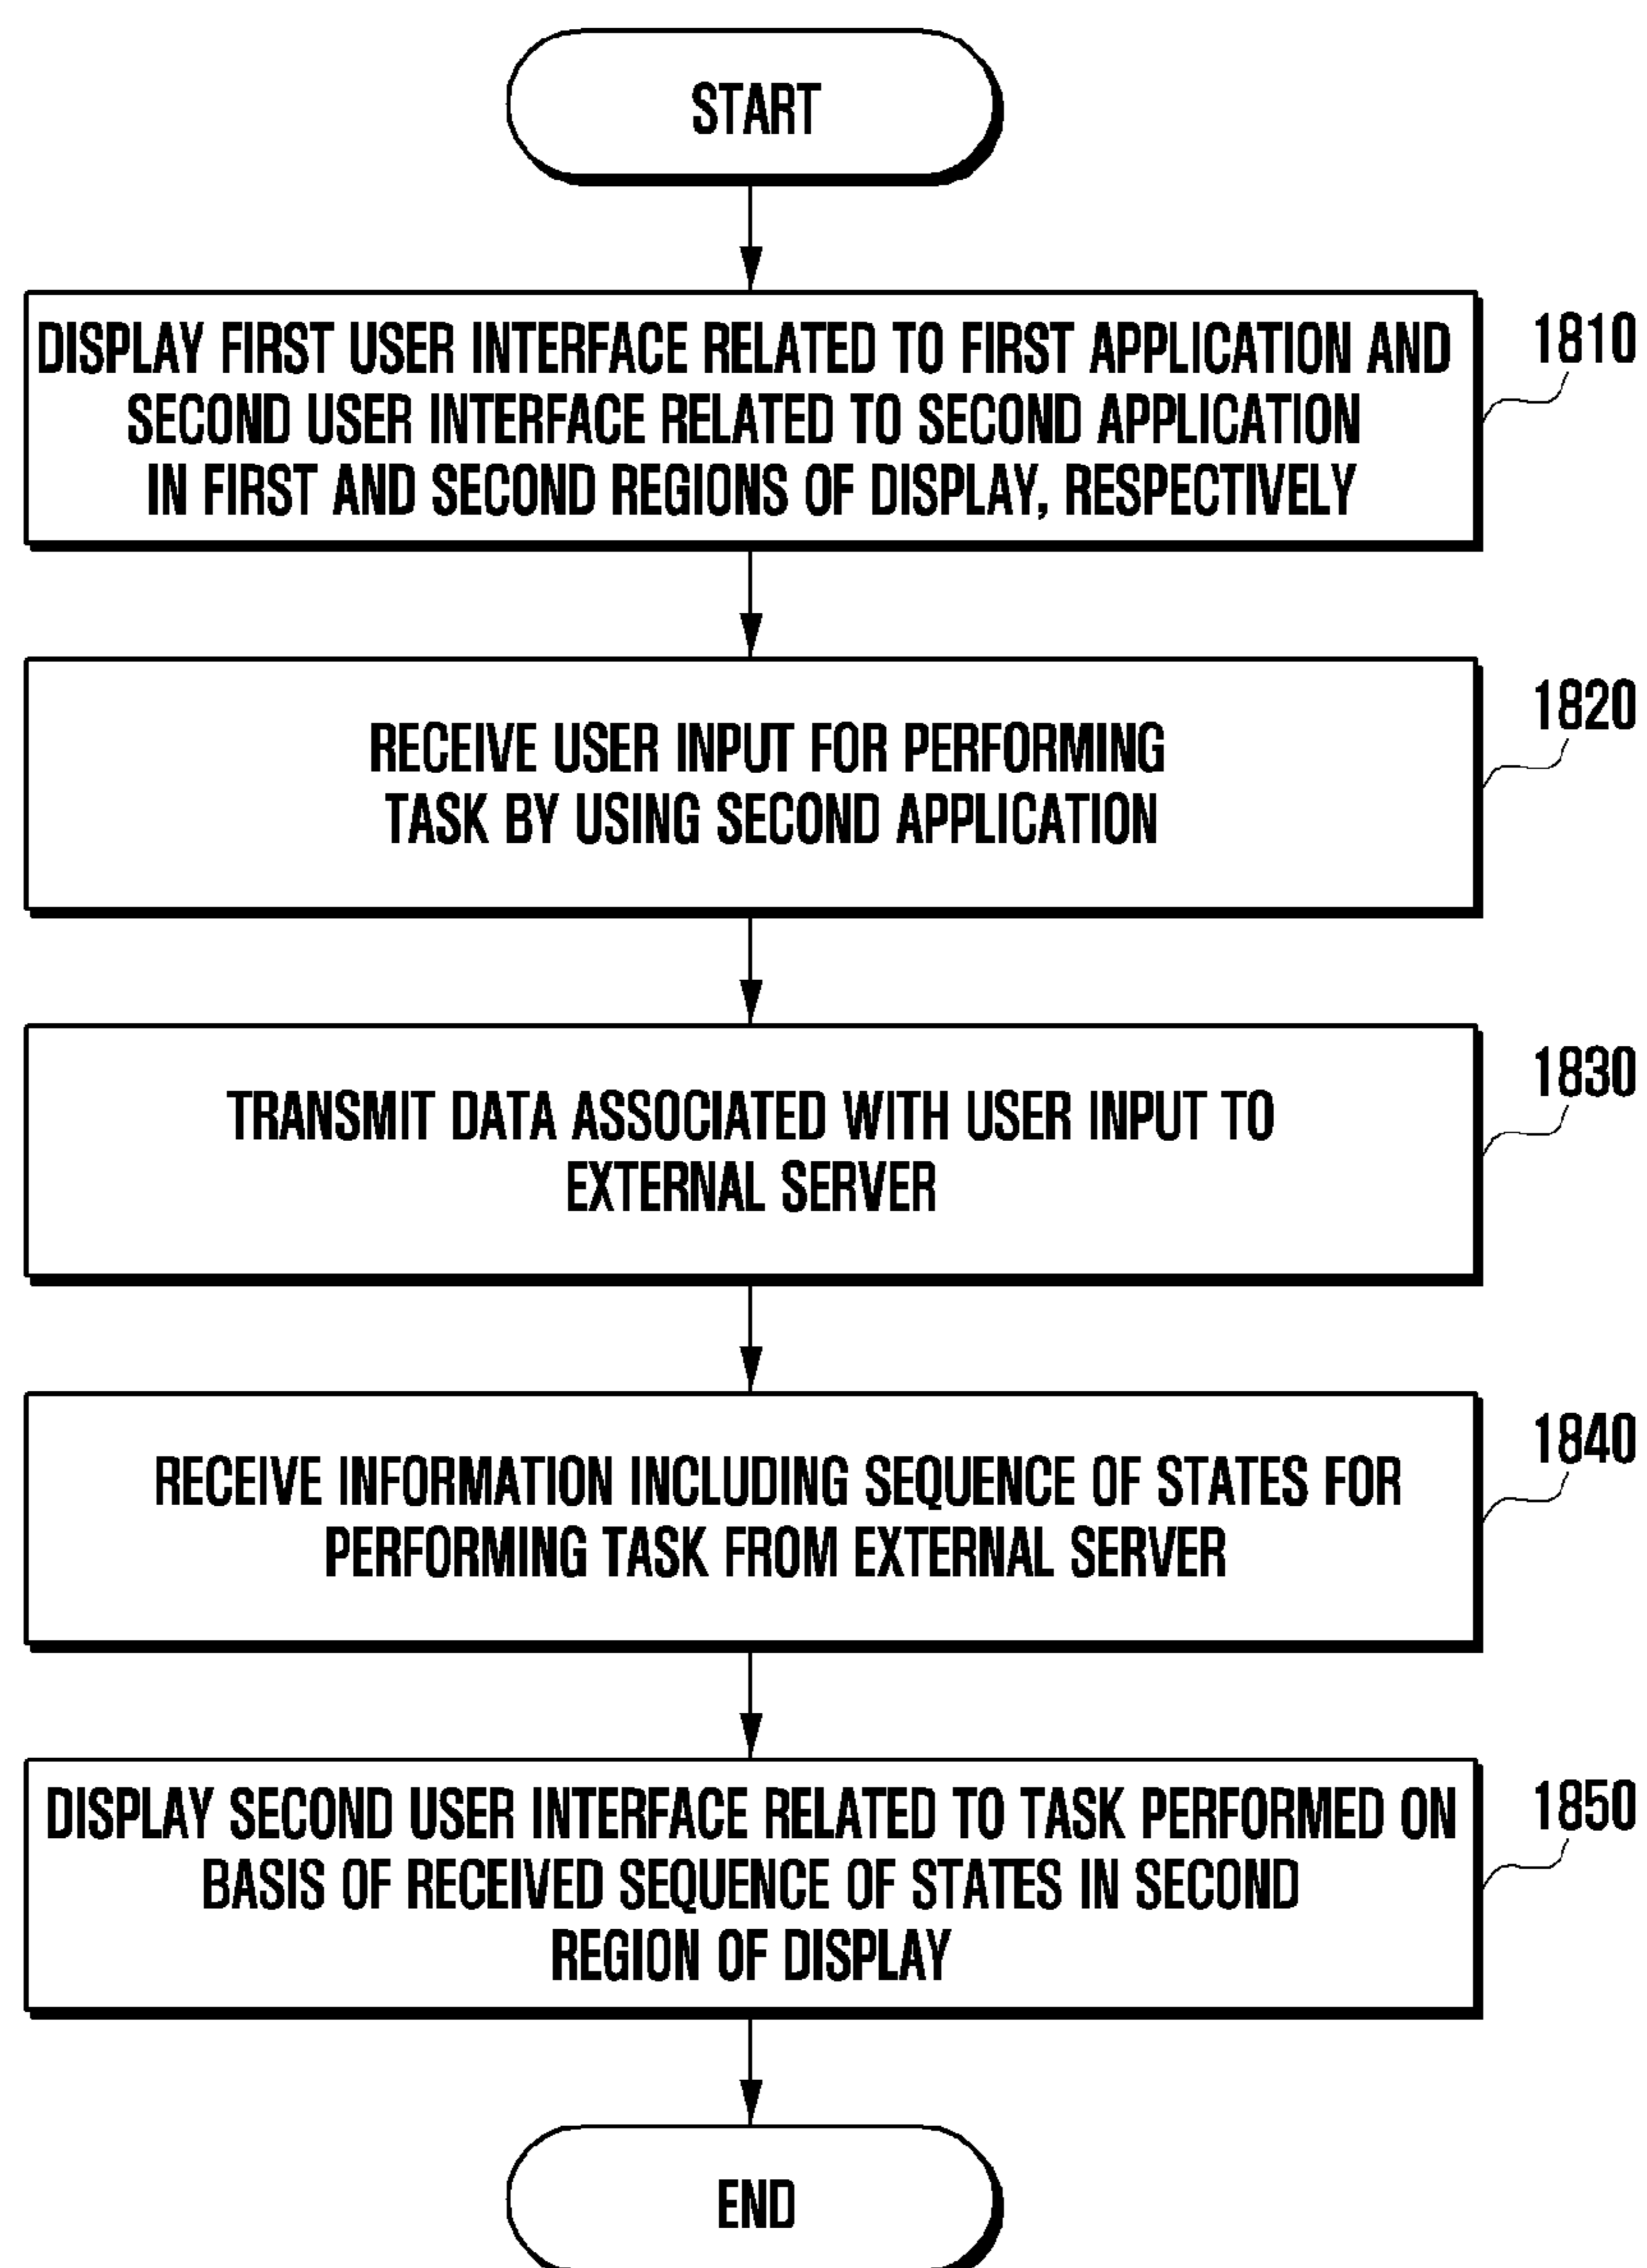 START
DISPLAY FIRST USER INTERFACE RELATED TO FIRST APPLICATION AND
SECOND USER INTERFACE RELATED TO SECOND APPLICATION
IN FIRST AND SECOND REGIONS OF DISPLAY, RESPECTIVELY
1810
RECEIVE USER INPUT FOR PERFORMING
TASK BY USING SECOND APPLICATION
1820
TRANSMIT DATA ASSOCIATED WITH USER INPUT TO
EXTERNAL SERVER
1830
RECEIVE INFORMATION INCLUDING SEQUENCE OF STATES FOR
PERFORMING TASK FROM EXTERNAL SERVER
1840
DISPLAY SECOND USER INTERFACE RELATED TO TASK PERFORMED ON
BASIS OF RECEIVED SEQUENCE OF STATES IN SECOND
REGION OF DISPLAY
1850
END